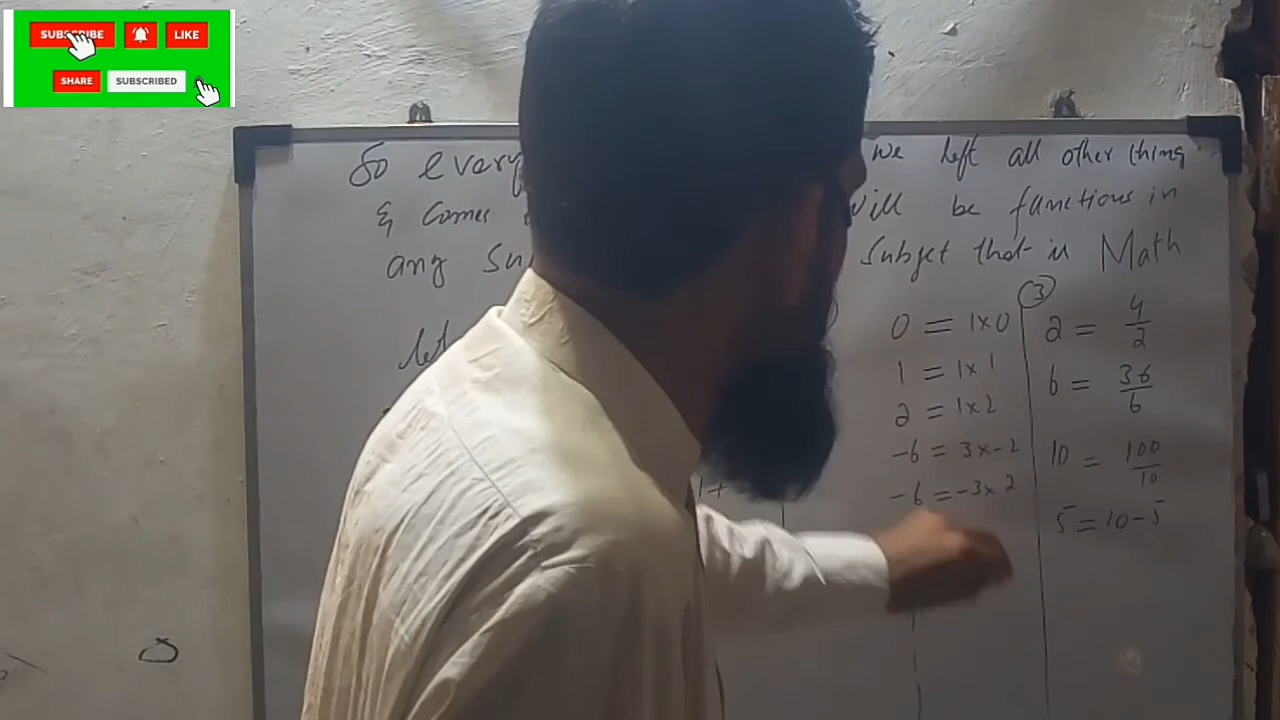 SUBSCRIBE LIKE
SHARE SUBSCRIBED
So every we left all other thing
& comes will be functions in
any Su subject that is Math
let
0 = 1x0
1 = 1x1
2 = 1x2
-6 = 3x-2
-6 = -3x2
1+
3
2 = 4/2
6 = 36/6
10 = 100/10
5 = 10-5